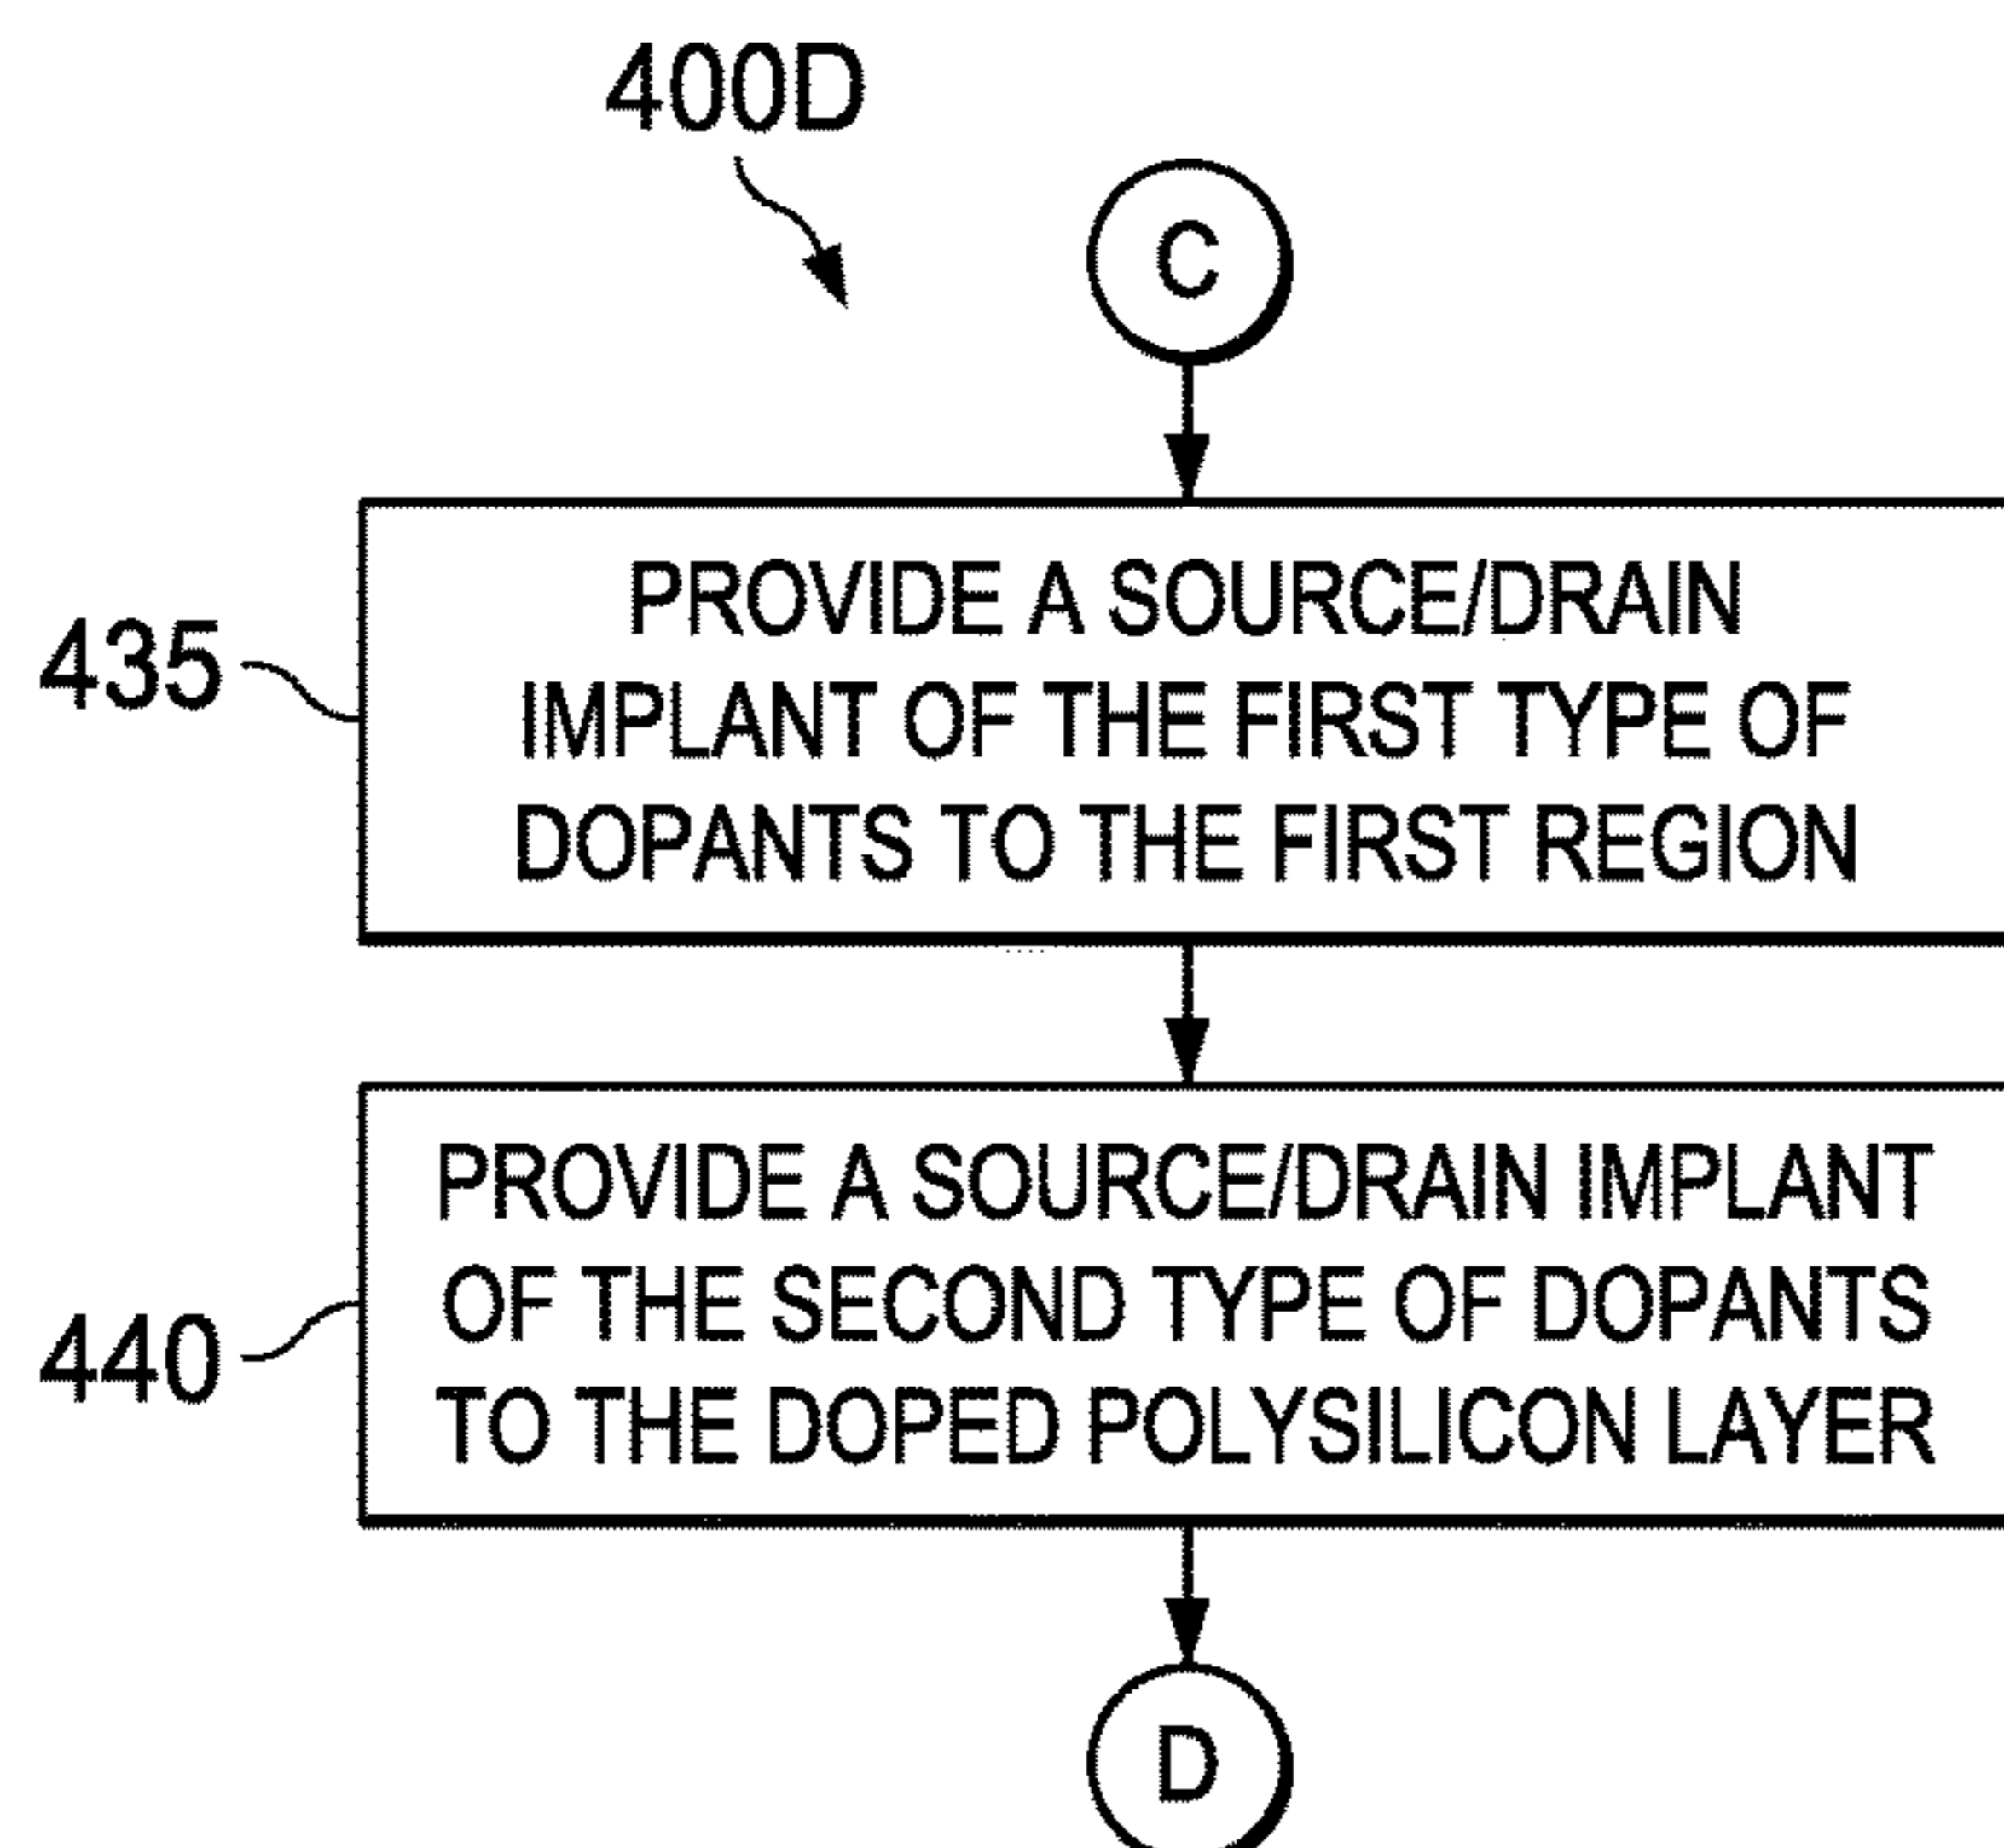 400D
C
435
PROVIDE A SOURCE/DRAIN
IMPLANT OF THE FIRST TYPE OF
DOPANTS TO THE FIRST REGION
440
PROVIDE A SOURCE/DRAIN IMPLANT
OF THE SECOND TYPE OF DOPANTS
TO THE DOPED POLYSILICON LAYER
D